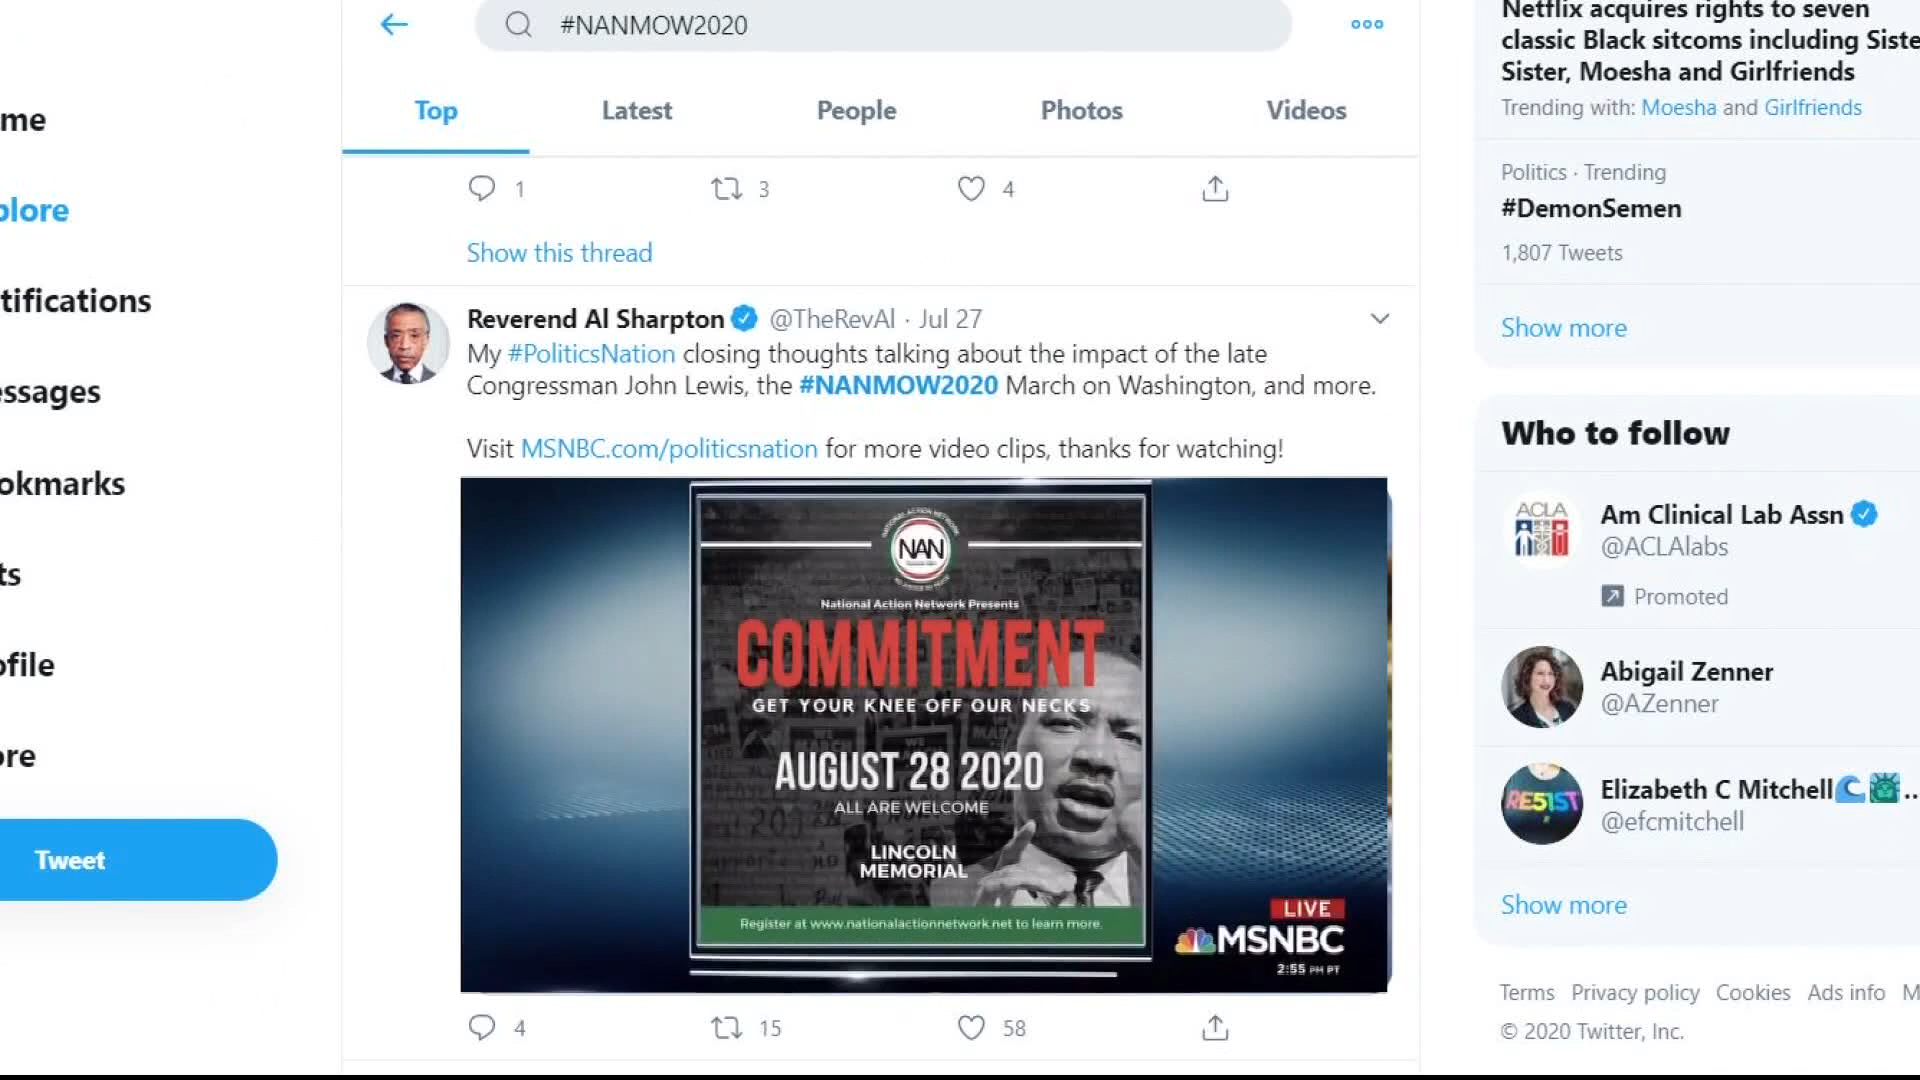 #NANMOW2020
Top
Latest
People
Photos
Videos
me
plore
tifications
essages
okmarks
ts
ofile
ore
Tweet
1
3
4
Show this thread
Reverend Al Sharpton @TheRevAl · Jul 27
My #PoliticsNation closing thoughts talking about the impact of the late
Congressman John Lewis, the #NANMOW2020 March on Washington, and more.
Visit MSNBC.com/politicsnation for more video clips, thanks for watching!
NATIONAL ACTION NETWORK
NAN
National Action Network Presents
COMMITMENT
GET YOUR KNEE OFF OUR NECKS
AUGUST 28 2020
ALL ARE WELCOME
LINCOLN
MEMORIAL
Register at www.nationalactionnetwork.net to learn more.
LIVE
MSNBC
2:55 PM PT
4
15
58
Netflix acquires rights to seven
classic Black sitcoms including Siste
Sister, Moesha and Girlfriends
Trending with: Moesha and Girlfriends
Politics · Trending
#DemonSemen
1,807 Tweets
Show more
Who to follow
ACLA
Am Clinical Lab Assn
@ACLAlabs
Promoted
Abigail Zenner
@AZenner
RE51ST
Elizabeth C Mitchell🌊🗽...
@efcmitchell
Show more
Terms Privacy policy Cookies Ads info M
© 2020 Twitter, Inc.